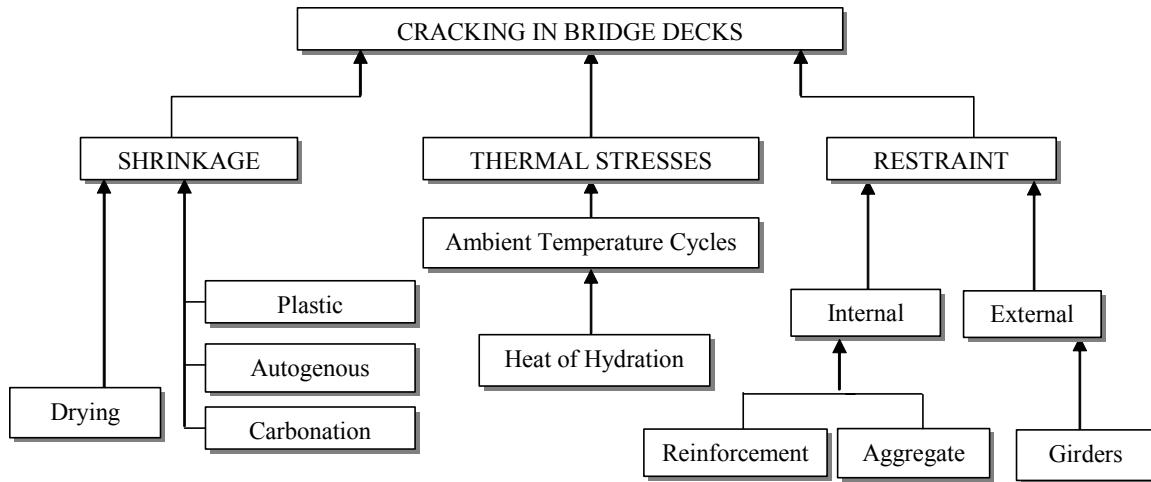 CRACKING IN BRIDGE DECKS
SHRINKAGE
THERMAL STRESSES
RESTRAINT
Ambient Temperature Cycles
Plastic
Internal
External
Autogenous
Heat of Hydration
Drying
Carbonation
Reinforcement
Aggregate
Girders